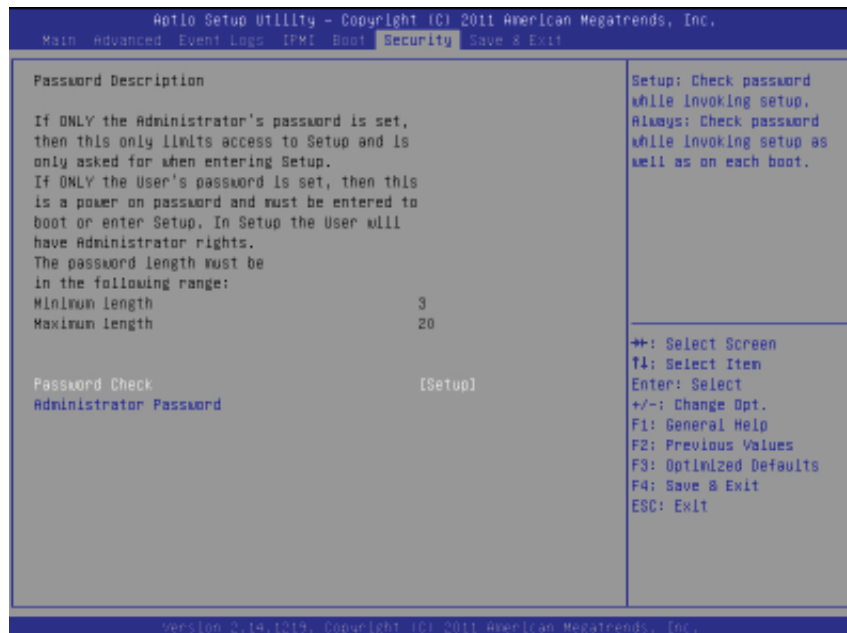 Aptio Setup Utility – Copyright (C) 2011 American Megatrends, Inc.
Main Advanced Event Logs IPMI Boot Security Save & Exit
Password Description
If ONLY the Administrator's password is set,
then this only limits access to Setup and is
only asked for when entering Setup.
If ONLY the User's password is set, then this
is a power on password and must be entered to
boot or enter Setup. In Setup the User will
have Administrator rights.
The password length must be
in the following range:
Minimum length 3
Maximum length 20
Password Check [Setup]
Administrator Password
Setup: Check password
while invoking setup.
Always: Check password
while invoking setup as
well as on each boot.
→←: Select Screen
↑↓: Select Item
Enter: Select
+/-: Change Opt.
F1: General Help
F2: Previous Values
F3: Optimized Defaults
F4: Save & Exit
ESC: Exit
Version 2.14.1219. Copyright (C) 2011 American Megatrends, Inc.